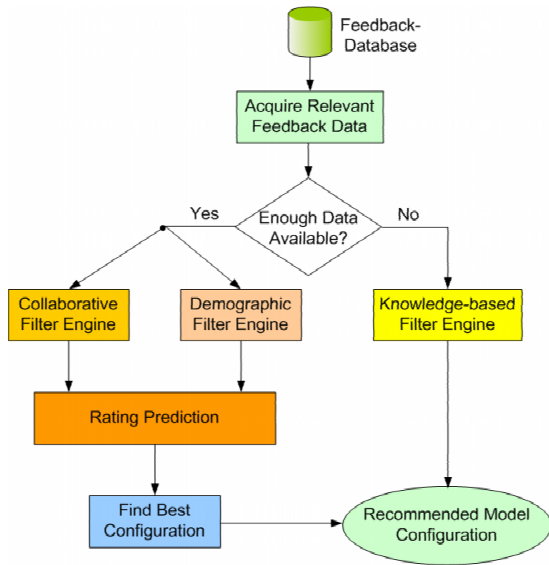 Feedback-
Database
Acquire Relevant
Feedback Data
Yes
Enough Data
Available?
No
Collaborative
Filter Engine
Demographic
Filter Engine
Knowledge-based
Filter Engine
Rating Prediction
Find Best
Configuration
Recommended Model
Configuration